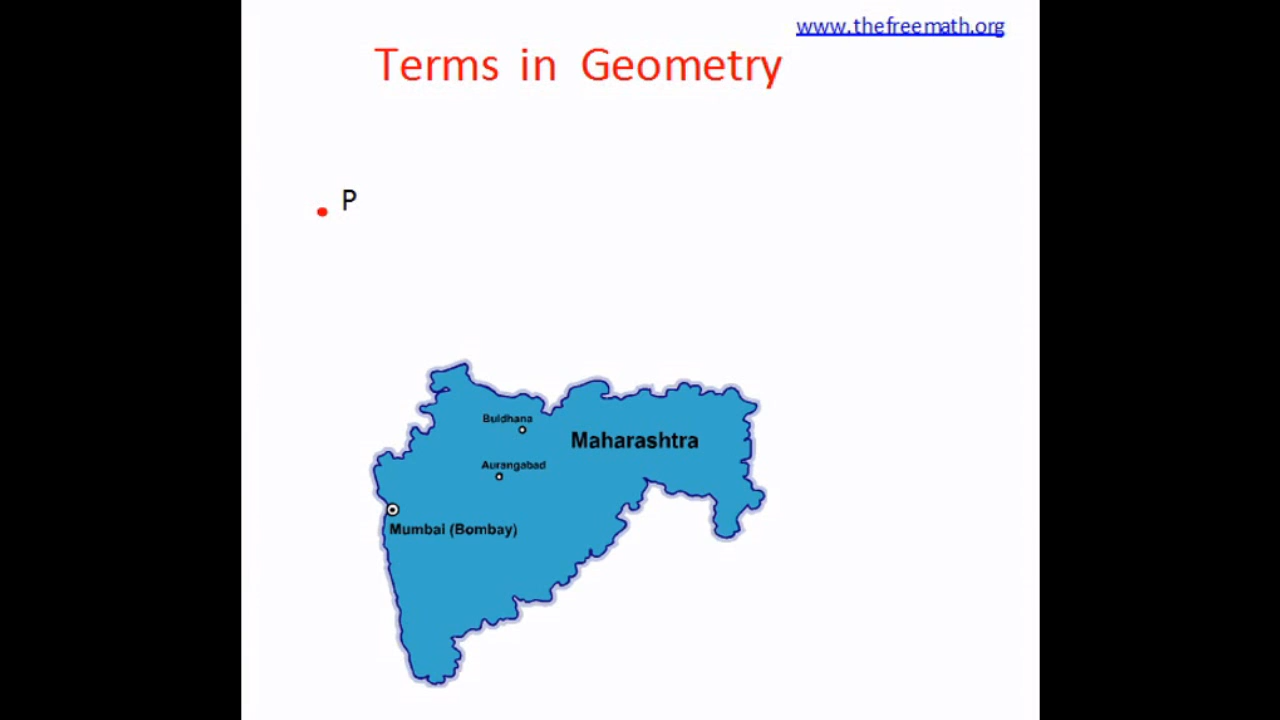 www.thefreemath.org
Terms in Geometry
P
Buldhana
Maharashtra
Aurangabad
Mumbai (Bombay)